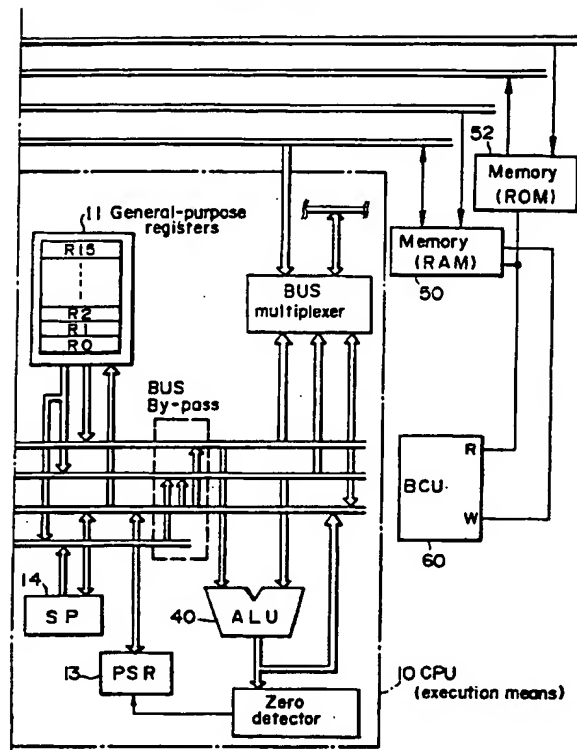 52
Memory
(ROM)
11 General-purpose
registers
R15
R2
R1
R0
Memory
(RAM)
50
BUS
multiplexer
BUS
By-pass
R
BCU
W
60
14
SP
40
ALU
13
PSR
10 CPU
(execution means)
Zero
detector